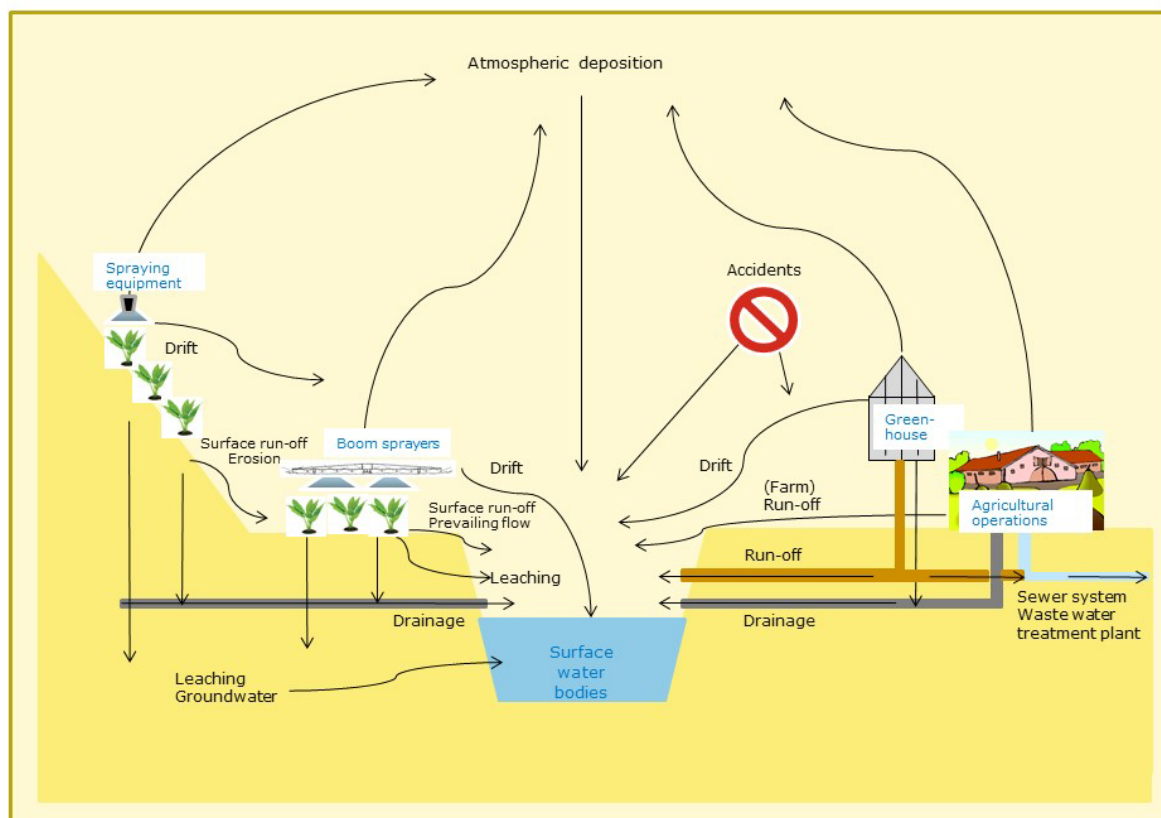 Atmospheric deposition
Spraying
equipment
Accidents
Drift
Surface run-off
Erosion
Boom sprayers
Drift
Surface run-off
Prevailing flow
Leaching
Drainage
Leaching
Groundwater
Surface
water
bodies
Green-
house
Drift
(Farm)
Run-off
Agricultural
operations
Run-off
Drainage
Sewer system
Waste water
treatment plant